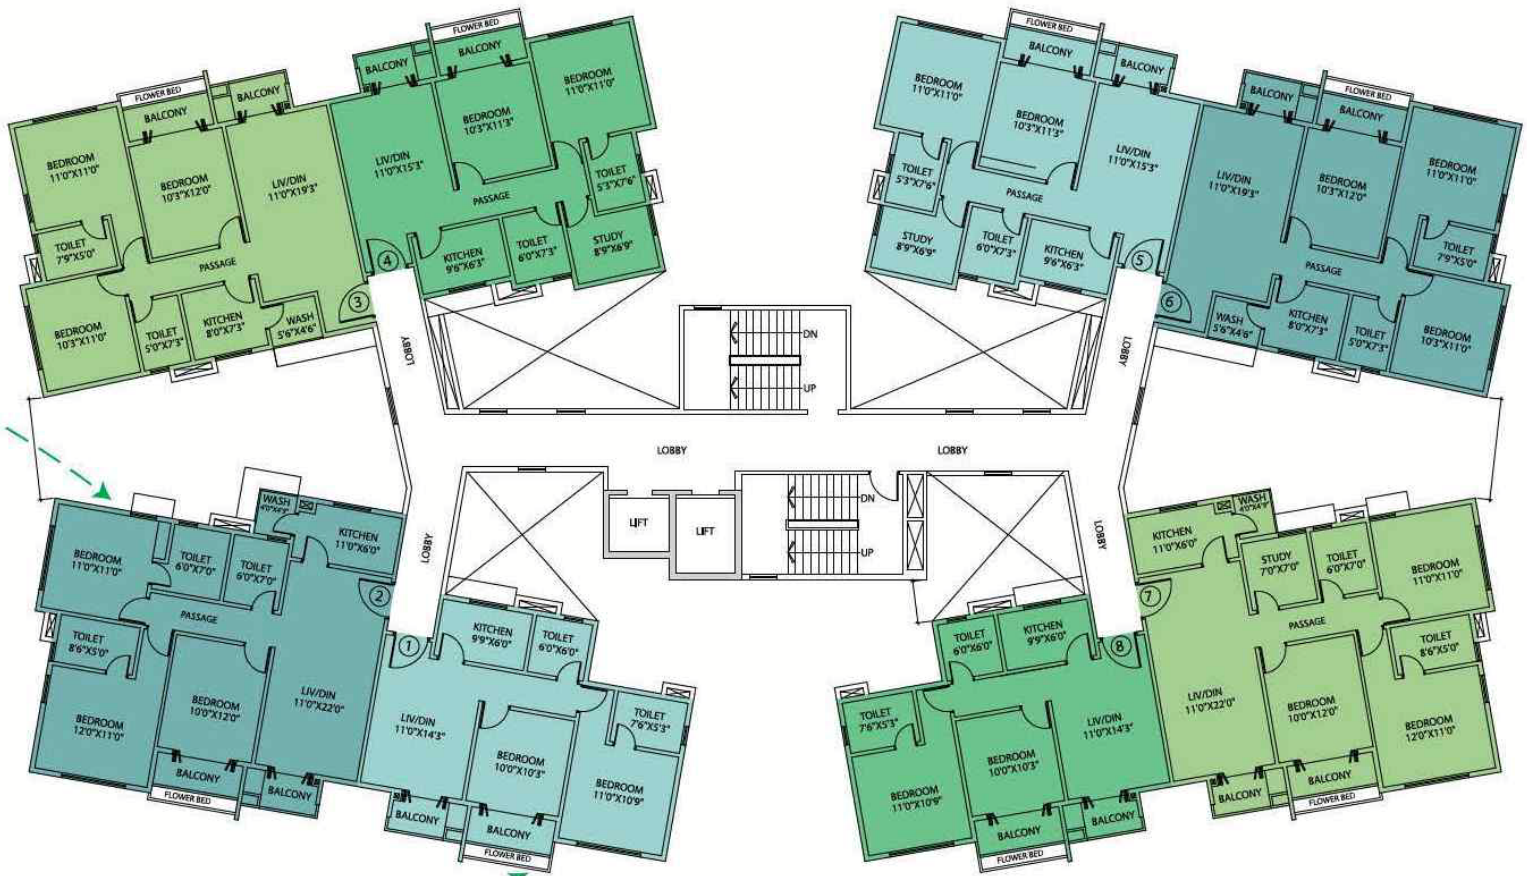 FLOWER BED
BALCONY
BALCONY
BEDROOM
11'0"X11'0"
BEDROOM
10'3"X12'0"
LIV/DIN
11'0"X19'3"
TOILET
7'9"X5'0"
PASSAGE
BEDROOM
10'3"X11'0"
TOILET
5'0"X7'3"
KITCHEN
8'0"X7'3"
WASH
5'6"X4'6"
3
FLOWER BED
BALCONY
BALCONY
BEDROOM
11'0"X11'0"
BEDROOM
10'3"X11'3"
LIV/DIN
11'0"X15'3"
TOILET
5'3"X7'6"
PASSAGE
KITCHEN
9'6"X6'3"
TOILET
6'0"X7'3"
STUDY
8'9"X6'9"
4
FLOWER BED
BALCONY
BALCONY
BEDROOM
11'0"X11'0"
BEDROOM
10'3"X11'3"
LIV/DIN
11'0"X15'3"
TOILET
5'3"X7'6"
PASSAGE
STUDY
8'9"X6'9"
TOILET
6'0"X7'3"
KITCHEN
9'6"X6'3"
5
BALCONY
FLOWER BED
BALCONY
BEDROOM
11'0"X11'0"
LIV/DIN
11'0"X19'3"
BEDROOM
10'3"X12'0"
TOILET
7'9"X5'0"
PASSAGE
6
WASH
5'6"X4'6"
KITCHEN
8'0"X7'3"
TOILET
5'0"X7'3"
BEDROOM
10'3"X11'0"
LOBBY
DN
UP
LOBBY
LOBBY
LOBBY
LIFT
LIFT
DN
UP
LOBBY
LOBBY
WASH
4'0"X4'9"
KITCHEN
11'0"X6'0"
BEDROOM
11'0"X11'0"
TOILET
6'0"X7'0"
TOILET
6'0"X7'0"
2
PASSAGE
TOILET
8'6"X5'0"
BEDROOM
12'0"X11'0"
BEDROOM
10'0"X12'0"
LIV/DIN
11'0"X22'0"
BALCONY
BALCONY
FLOWER BED
1
KITCHEN
9'9"X6'0"
TOILET
6'0"X6'0"
LIV/DIN
11'0"X14'3"
TOILET
7'6"X5'3"
BEDROOM
10'0"X10'3"
BEDROOM
11'0"X10'9"
BALCONY
BALCONY
FLOWER BED
TOILET
6'0"X6'0"
KITCHEN
9'9"X6'0"
8
TOILET
7'6"X5'3"
LIV/DIN
11'0"X14'3"
BEDROOM
10'0"X10'3"
BEDROOM
11'0"X10'9"
BALCONY
BALCONY
FLOWER BED
WASH
4'0"X4'9"
KITCHEN
11'0"X6'0"
STUDY
7'0"X7'0"
TOILET
6'0"X7'0"
BEDROOM
11'0"X11'0"
7
PASSAGE
TOILET
8'6"X5'0"
LIV/DIN
11'0"X22'0"
BEDROOM
10'0"X12'0"
BEDROOM
12'0"X11'0"
BALCONY
BALCONY
FLOWER BED